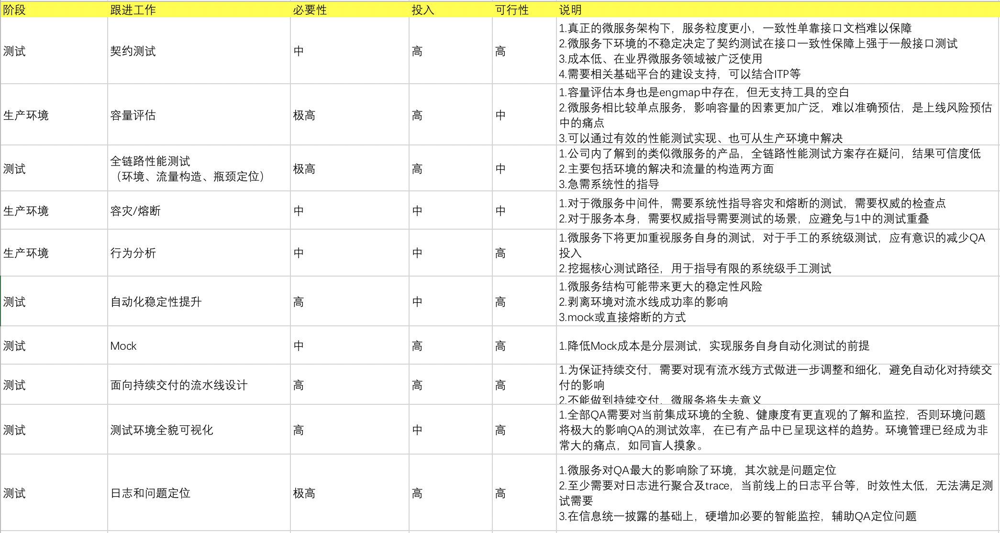 阶段 跟进工作 必要性 投入 可行性 说明
测试 契约测试 中 高 高
1.真正的微服务架构下，服务粒度更小，一致性单靠接口文档难以保障
2.微服务下环境的不稳定决定了契约测试在接口一致性保障上强于一般接口测试
3.成本低、在业界微服务领域被广泛使用
4.需要相关基础平台的建设支持，可以结合ITP等
生产环境 容量评估 极高 高 中
1.容量评估本身也是engmap中存在，但无支持工具的空白
2.微服务相比较单点服务，影响容量的因素更加广泛，难以准确预估，是上线风险预估
中的痛点
3.可以通过有效的性能测试实现、也可从生产环境中解决
测试 全链路性能测试
（环境、流量构造、瓶颈定位） 极高 高 中
1.公司内了解到的类似微服务的产品，全链路性能测试方案存在疑问，结果可信度低
2.主要包括环境的解决和流量的构造两方面
3.急需系统性的指导
生产环境 容灾/熔断 中 中 中
1.对于微服务中间件，需要系统性指导容灾和熔断的测试，需要权威的检查点
2.对于服务本身，需要权威指导需要测试的场景，应避免与1中的测试重叠
生产环境 行为分析 中 中 高
1.微服务下将更加重视服务自身的测试，对于手工的系统级测试，应有意识的减少QA
投入
2.挖掘核心测试路径，用于指导有限的系统级手工测试
测试 自动化稳定性提升 高 中 高
1.微服务结构可能带来更大的稳定性风险
2.剥离环境对流水线成功率的影响
3.mock或直接熔断的方式
测试 Mock 中 高 高
1.降低Mock成本是分层测试，实现服务自身自动化测试的前提
测试 面向持续交付的流水线设计 高 高 高
1.为保证持续交付，需要对现有流水线方式做进一步调整和细化，避免自动化对持续交
付的影响
2.不能做到持续交付，微服务将失去意义
测试 测试环境全貌可视化 高 中 高
1.全部QA需要对当前集成环境的全貌、健康度有更直观的了解和监控，否则环境问题
将极大的影响QA的测试效率，在已有产品中已呈现这样的趋势。环境管理已经成为非
常大的痛点，如同盲人摸象。
测试 日志和问题定位 极高 高 高
1.微服务对QA最大的影响除了环境，其次就是问题定位
2.至少需要对日志进行聚合及trace，当前线上的日志平台等，时效性太低，无法满足测
试需要
3.在信息统一披露的基础上，硬增加必要的智能监控，辅助QA定位问题